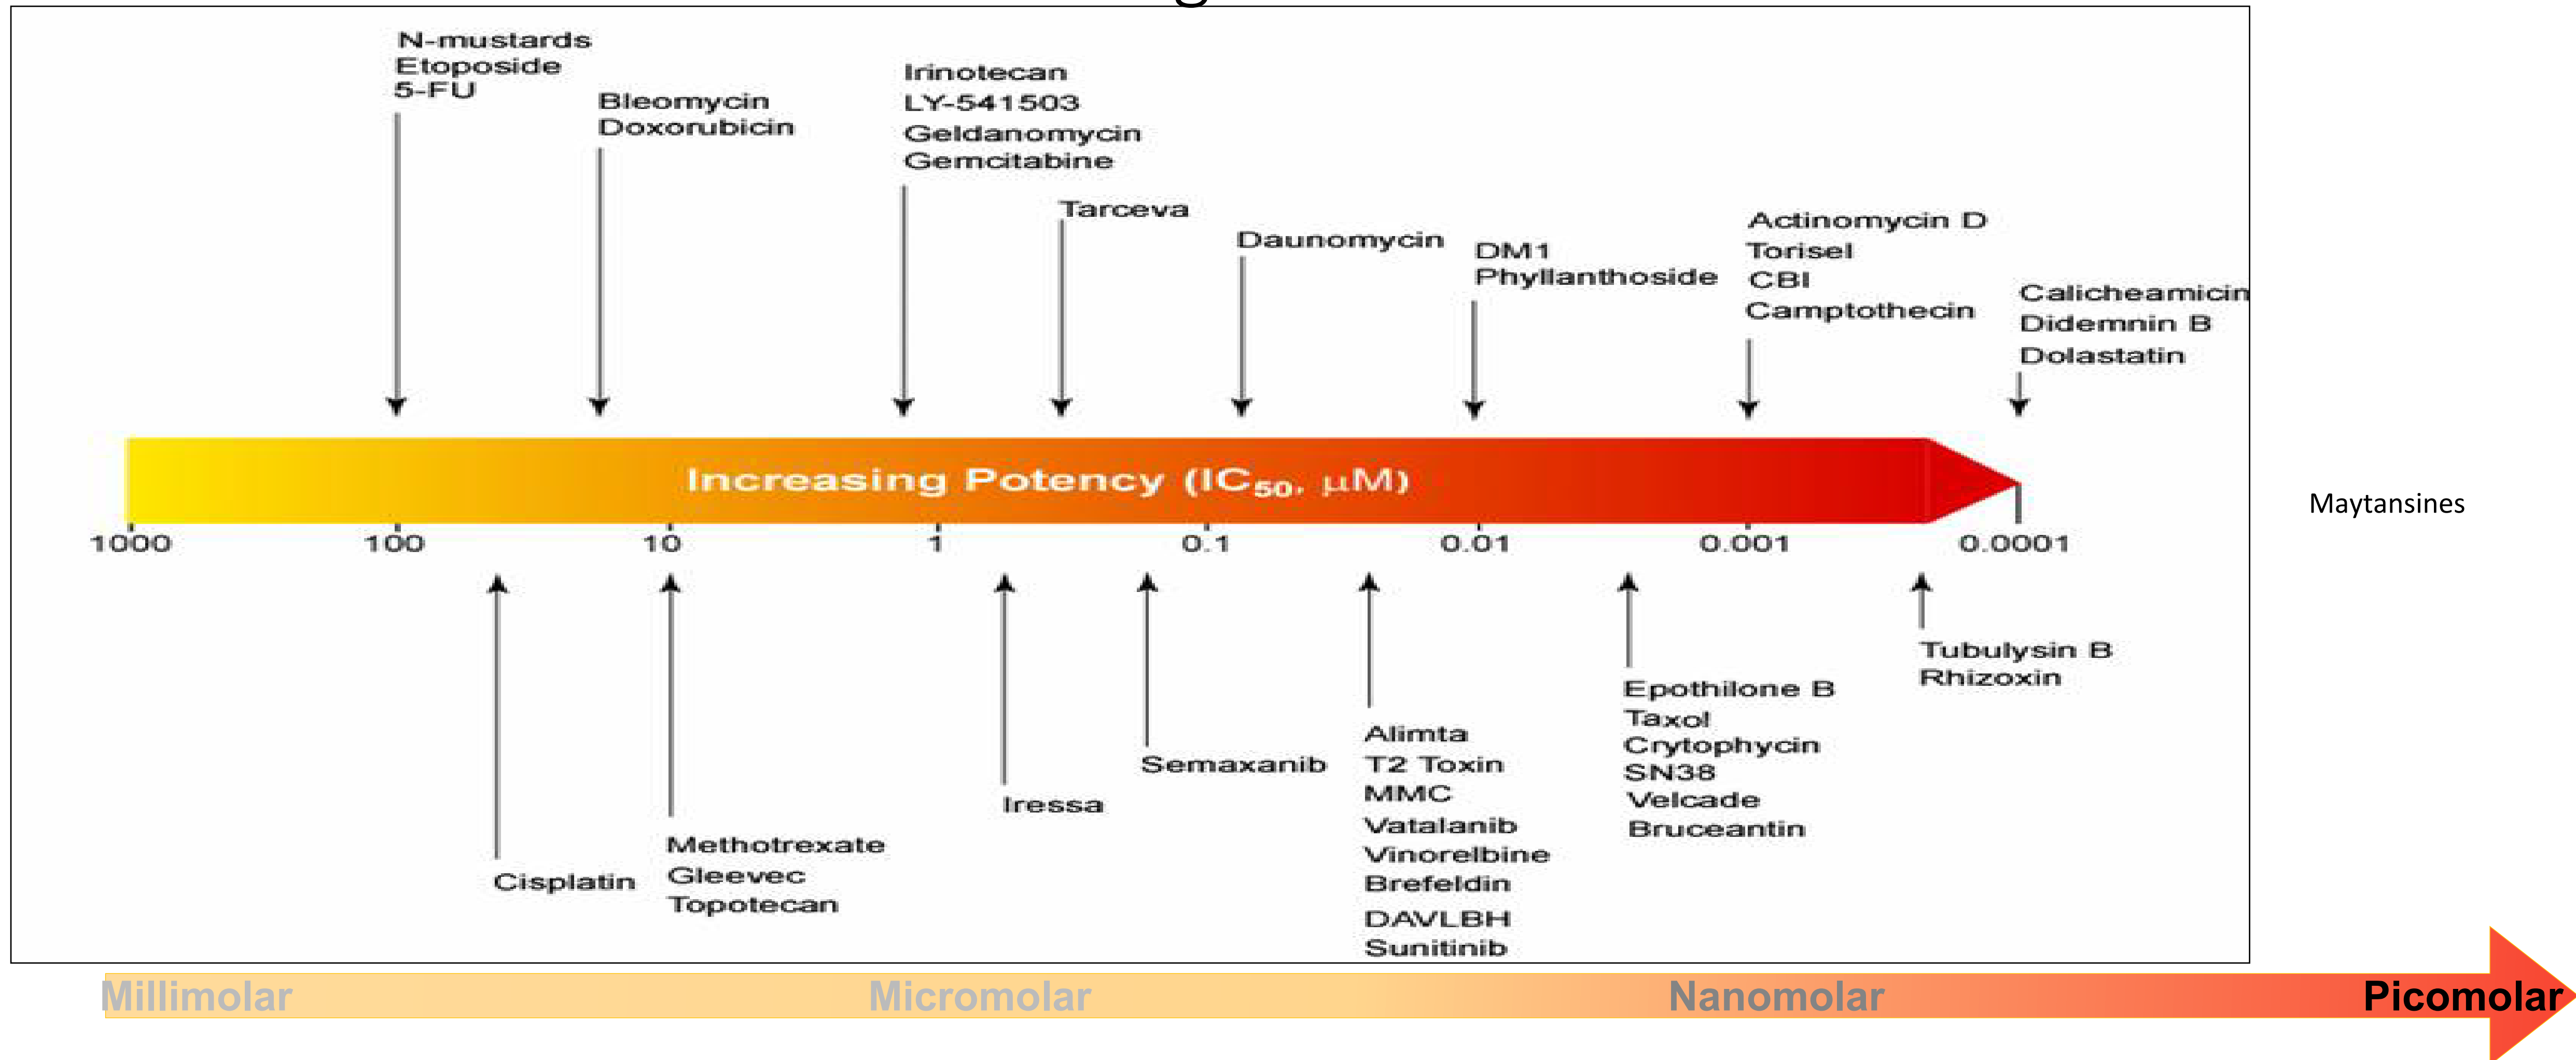 N-mustards
Etoposide
5-FU
Bleomycin
Doxorubicin
Irinotecan
LY-541503
Geldanomycin
Gemcitabine
Tarceva
Daunomycin
DM1
Phyllanthoside
Actinomycin D
Torisel
CBI
Camptothecin
Calicheamicin
Didemnin B
Dolastatin
Increasing Potency (IC50, μM)
Maytansines
1000 100 10 1 0.1 0.01 0.001 0.0001
Cisplatin
Methotrexate
Gleevec
Topotecan
Iressa
Semaxanib
Alimta
T2 Toxin
MMC
Vatalanib
Vinorelbine
Brefeldin
DAVLBH
Sunitinib
Epothilone B
Taxol
Crytophycin
SN38
Velcade
Bruceantin
Tubulysin B
Rhizoxin
Millimolar Micromolar Nanomolar Picomolar